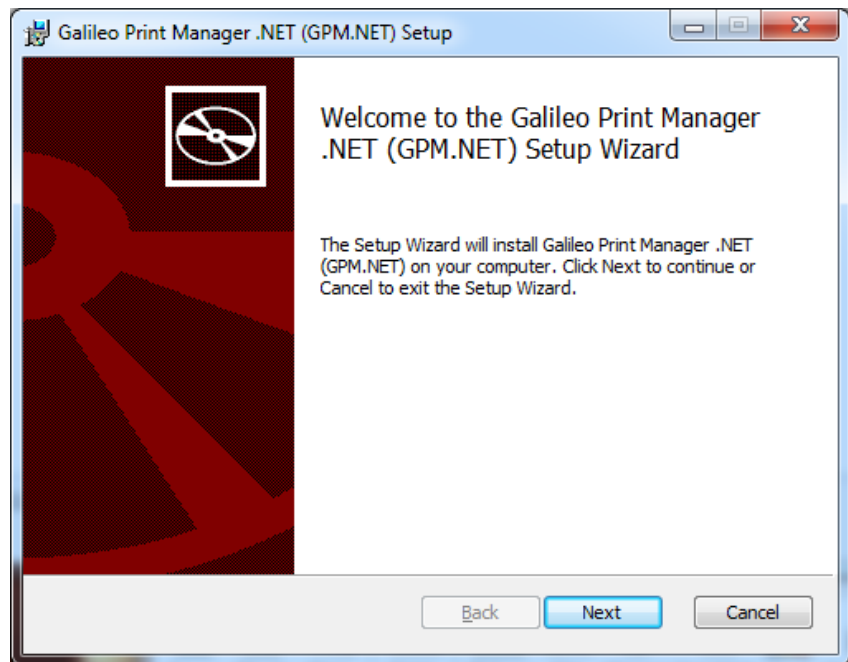 Galileo Print Manager .NET (GPM.NET) Setup
Welcome to the Galileo Print Manager
.NET (GPM.NET) Setup Wizard
The Setup Wizard will install Galileo Print Manager .NET
(GPM.NET) on your computer. Click Next to continue or
Cancel to exit the Setup Wizard.
Back Next Cancel